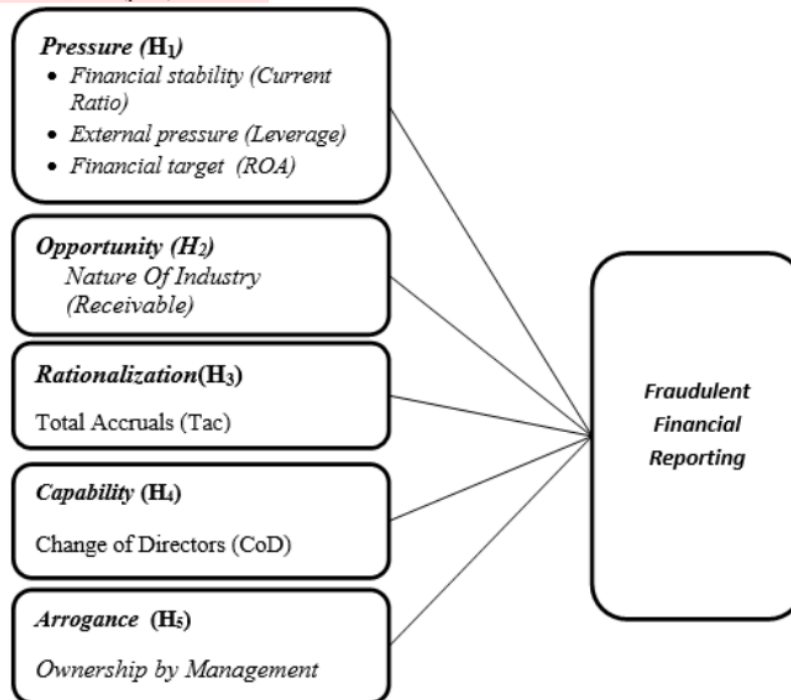 Pressure (H₁)
• Financial stability (Current
Ratio)
• External pressure (Leverage)
• Financial target (ROA)
Opportunity (H₂)
Nature Of Industry
(Receivable)
Rationalization(H₃)
Total Accruals (Tac)
Capability (H₄)
Change of Directors (CoD)
Arrogance (H₅)
Ownership by Management
Fraudulent
Financial
Reporting